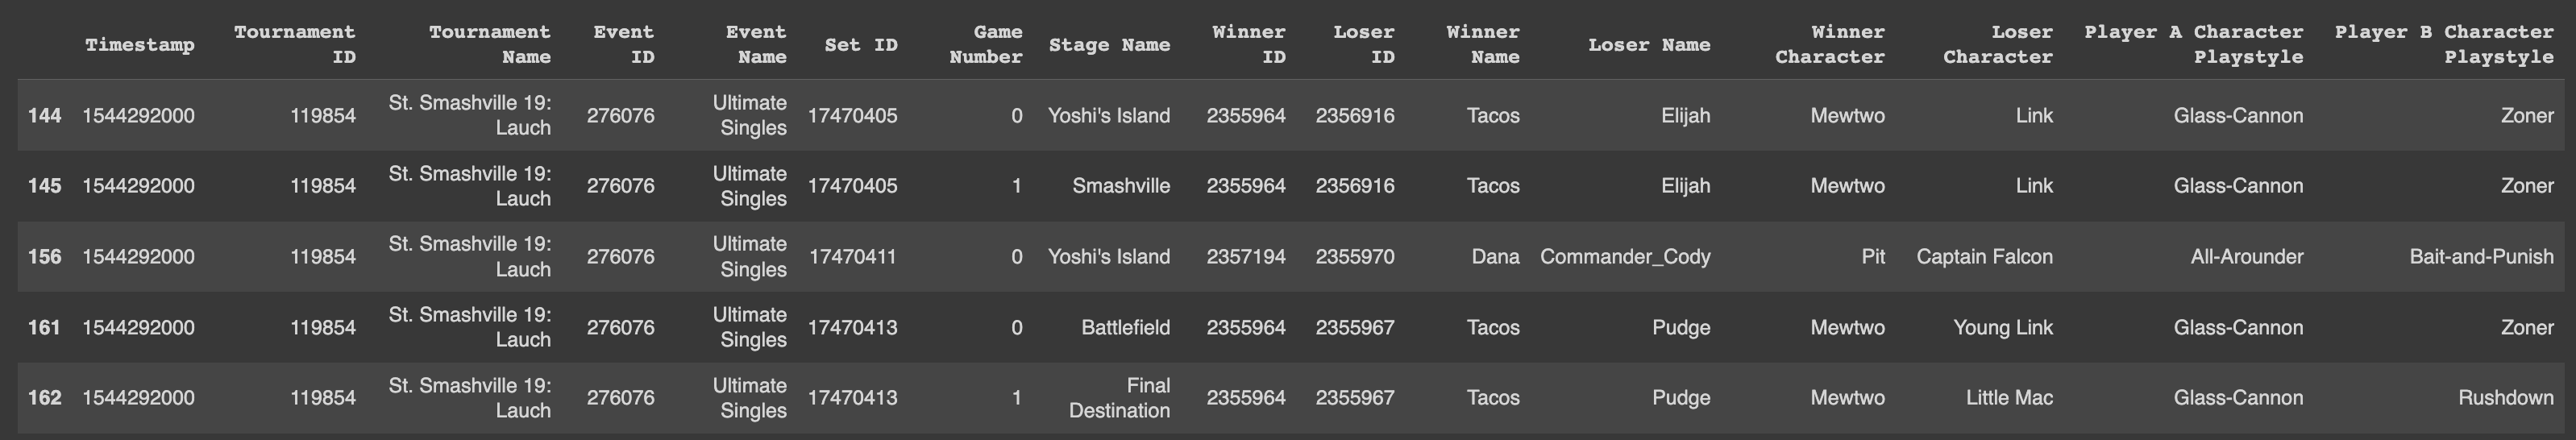 Timestamp Tournament ID Tournament Name Event ID Event Name Set ID Game Number Stage Name Winner ID Loser ID Winner Name Loser Name Winner Character Loser Character Player A Character Playstyle Player B Character Playstyle
144 1544292000 119854 St. Smashville 19: Lauch 276076 Ultimate Singles 17470405 0 Yoshi's Island 2355964 2356916 Tacos Elijah Mewtwo Link Glass-Cannon Zoner
145 1544292000 119854 St. Smashville 19: Lauch 276076 Ultimate Singles 17470405 1 Smashville 2355964 2356916 Tacos Elijah Mewtwo Link Glass-Cannon Zoner
156 1544292000 119854 St. Smashville 19: Lauch 276076 Ultimate Singles 17470411 0 Yoshi's Island 2357194 2355970 Dana Commander_Cody Pit Captain Falcon All-Arounder Bait-and-Punish
161 1544292000 119854 St. Smashville 19: Lauch 276076 Ultimate Singles 17470413 0 Battlefield 2355964 2355967 Tacos Pudge Mewtwo Young Link Glass-Cannon Zoner
162 1544292000 119854 St. Smashville 19: Lauch 276076 Ultimate Singles 17470413 1 Final Destination 2355964 2355967 Tacos Pudge Mewtwo Little Mac Glass-Cannon Rushdown